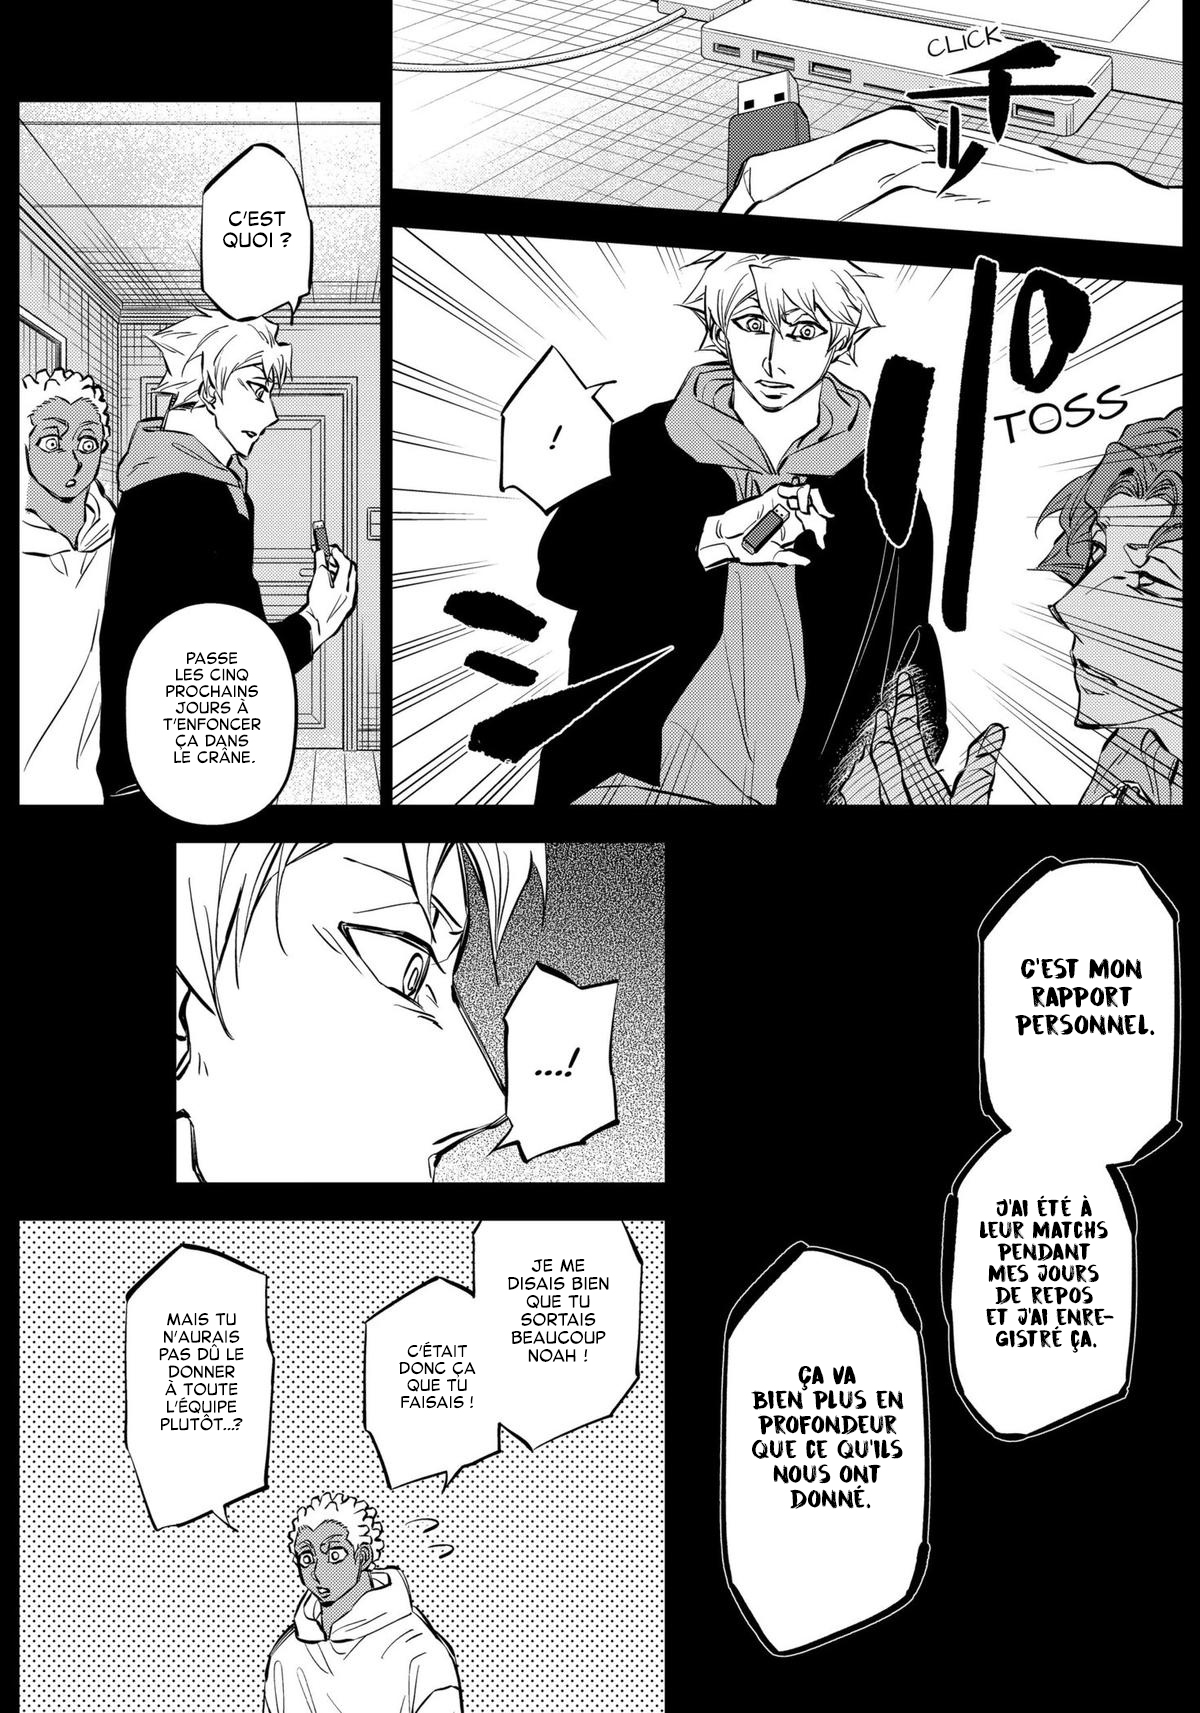 CLICK
チッ
パシッ
TOSS
!
C'EST
QUOI ?
PASSE
LES CINQ
PROCHAINS
JOURS À
T'ENFONCER
ÇA DANS
LE CRÂNE.
C'EST MON
RAPPORT
PERSONNEL.
....!
J'AI ÉTÉ À
LEUR MATCHS
PENDANT
MES JOURS
DE REPOS
ET J'AI ENRE-
GISTRÉ ÇA.
ÇA VA
BIEN PLUS EN
PROFONDEUR
QUE CE QU'ILS
NOUS ONT
DONNÉ.
JE ME
DISAIS BIEN
QUE TU
SORTAIS
BEAUCOUP
NOAH !
C'ÉTAIT
DONC ÇA
QUE TU
FAISAIS !
MAIS TU
N'AURAIS
PAS DÛ LE
DONNER
À TOUTE
L'ÉQUIPE
PLUTÔT...?